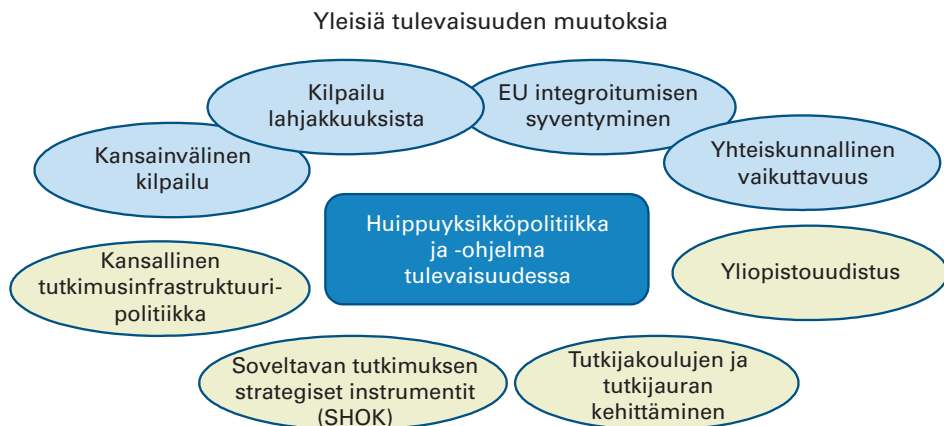 Yleisiä tulevaisuuden muutoksia
Kilpailu
lahjakkuuksista
EU integroitumisen
syventyminen
Kansainvälinen
kilpailu
Yhteiskunnallinen
vaikuttavuus
Huippuyksikköpolitiikka
ja -ohjelma
tulevaisuudessa
Kansallinen
tutkimusinfrastruktuuri-
politiikka
Yliopistouudistus
Soveltavan tutkimuksen
strategiset instrumentit
(SHOK)
Tutkijakoulujen ja
tutkijauran
kehittäminen